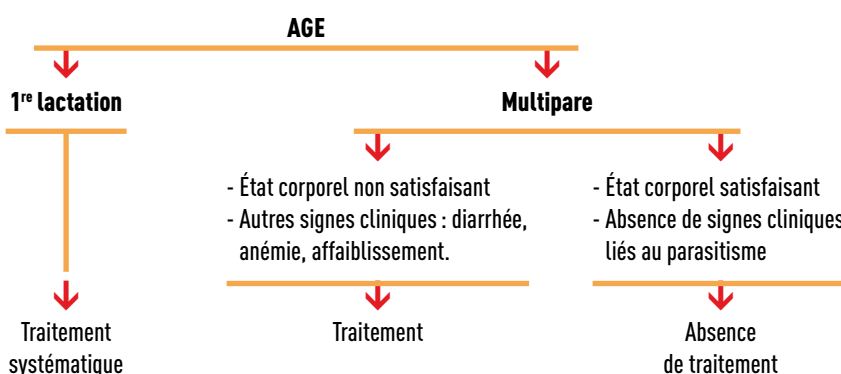 AGE
1re lactation
Multipare
- État corporel non satisfaisant
- Autres signes cliniques : diarrhée,
anémie, affaiblissement.
- État corporel satisfaisant
- Absence de signes cliniques
liés au parasitisme
Traitement
systématique
Traitement
Absence
de traitement